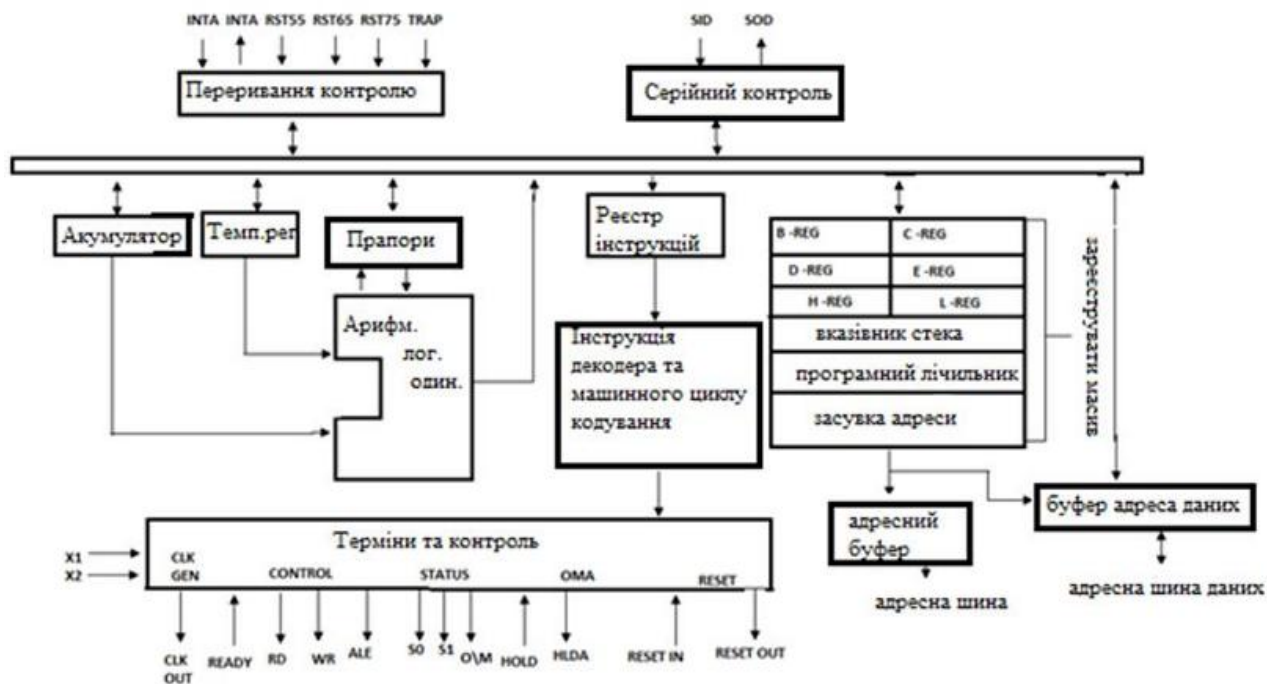 INTA INTA RST55 RST65 RST75 TRAP
SID SOD
Переривання контролю
Серійний контроль
Акумулятор
Темп.рег
Прапори
Реєстр
інструкцій
B -REG C -REG
D -REG E -REG
H -REG L -REG
вказівник стека
програмний лічильник
засувка адреси
зареєструвати масив
Арифм.
лог.
один.
Інструкція
декодера та
машинного циклу
кодування
адресний
буфер
буфер адреса даних
адресна шина
адресна шина даних
Терміни та контроль
X1
X2
CLK
GEN CONTROL STATUS OMA RESET
CLK
OUT
READY RD WR ALE S0 S1 O\M HOLD HLDA RESET IN RESET OUT